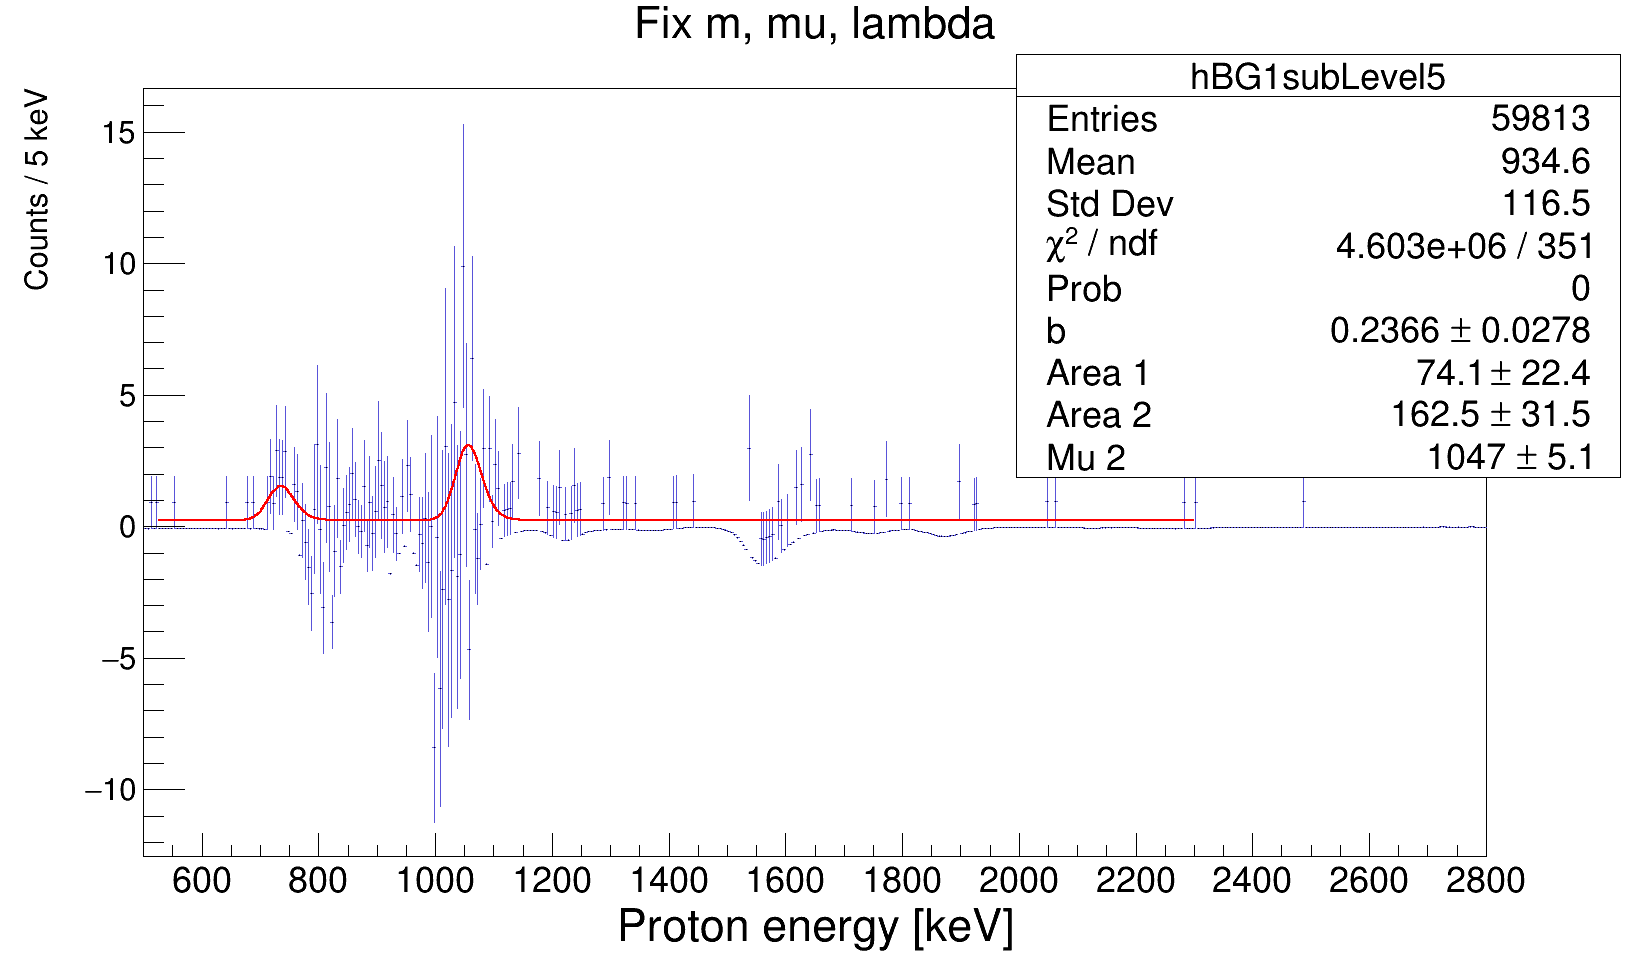 Fix m, mu, lambda
hBG1subLevel5
Entries 59813
Mean 934.6
Std Dev 116.5
χ² / ndf 4.603e+06 / 351
Prob 0
b 0.2366 ± 0.0278
Area 1 74.1 ± 22.4
Area 2 162.5 ± 31.5
Mu 2 1047 ± 5.1
Counts / 5 keV
15
10
5
0
−5
−10
600 800 1000 1200 1400 1600 1800 2000 2200 2400 2600 2800
Proton energy [keV]